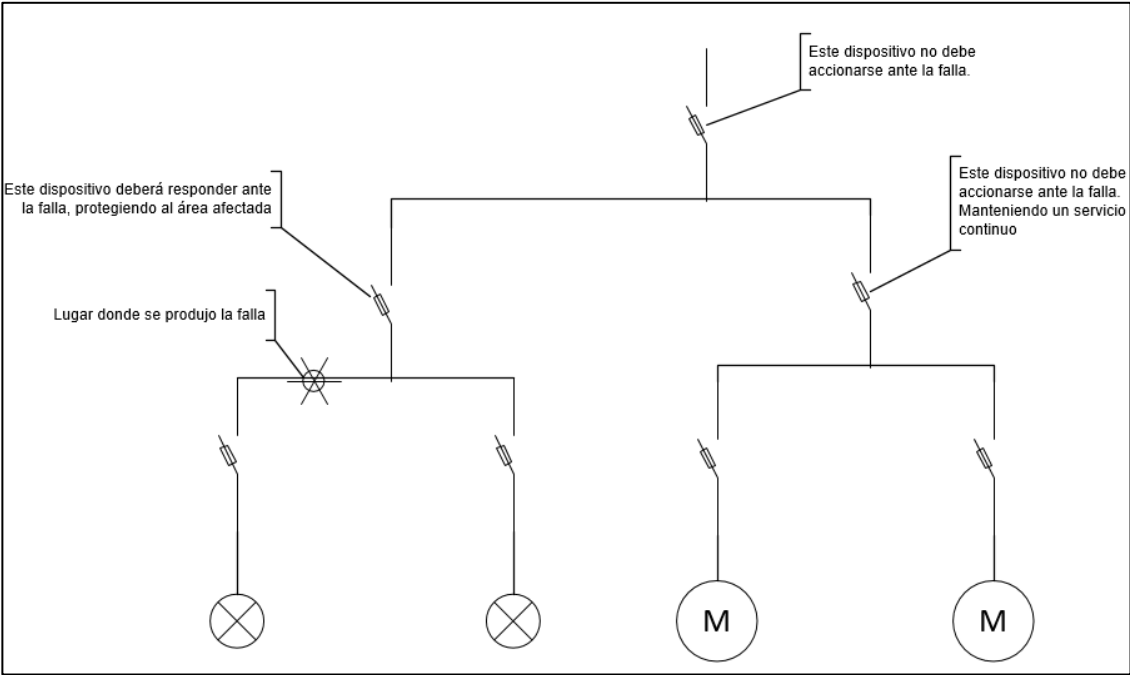 Este dispositivo no debe
accionarse ante la falla.
Este dispositivo deberá responder ante
la falla, protegiendo al área afectada
Este dispositivo no debe
accionarse ante la falla.
Manteniendo un servicio
continuo
Lugar donde se produjo la falla
M
M